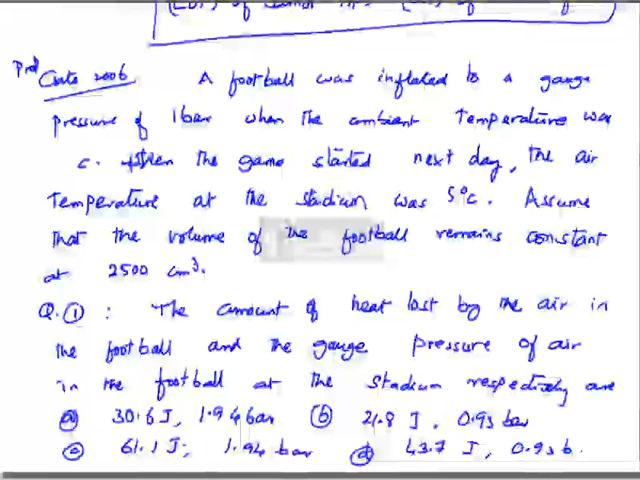 Prob Gate 2006 A football was inflated to a gauge
pressure of 1bar when the ambient temperature was
c. When the game started next day, the air
Temperature at the stadium was 5°c. Assume
That the volume of the football remains constant
at 2500 cm³.
Q.① : The amount of heat lost by the air in
the football and the gauge pressure of air
in the football at the stadium respectively are
ⓐ 30.6 J, 1.94 bar ⓑ 21.8 J, 0.93 bar
ⓒ 61.1 J, 1.94 bar ⓓ 43.7 J, 0.93 b.